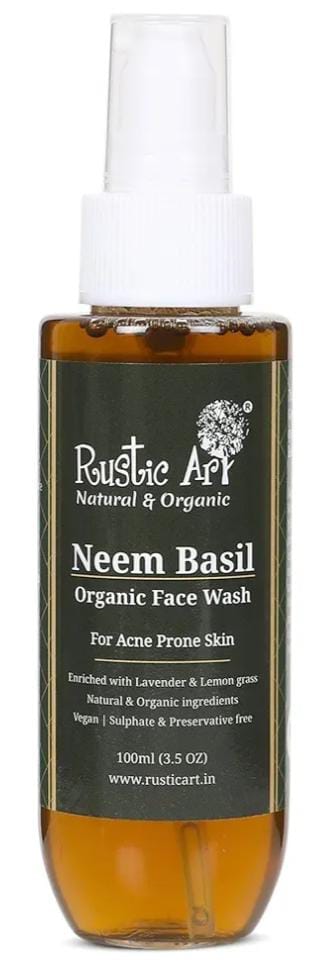 ®
Rustic Art
Natural & Organic
Neem Basil
Organic Face Wash
For Acne Prone Skin
Enriched with Lavender & Lemon grass
Natural & Organic ingredients
Vegan | Sulphate & Preservative free
100ml (3.5 OZ)
www.rusticart.in